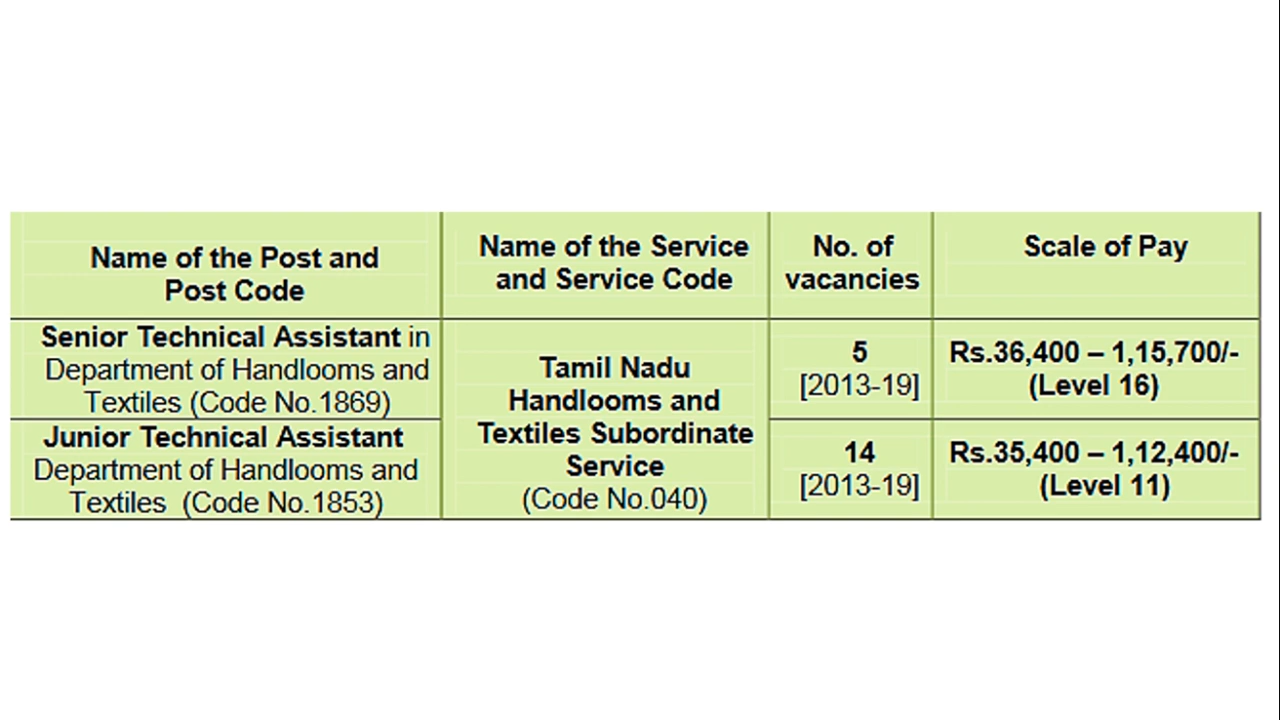 Name of the Post and
Post Code
Name of the Service
and Service Code
No. of
vacancies
Scale of Pay
Senior Technical Assistant in
Department of Handlooms and
Textiles (Code No.1869)
Tamil Nadu
Handlooms and
Textiles Subordinate
Service
(Code No.040)
5
[2013-19]
Rs.36,400 – 1,15,700/-
(Level 16)
Junior Technical Assistant
Department of Handlooms and
Textiles (Code No.1853)
14
[2013-19]
Rs.35,400 – 1,12,400/-
(Level 11)